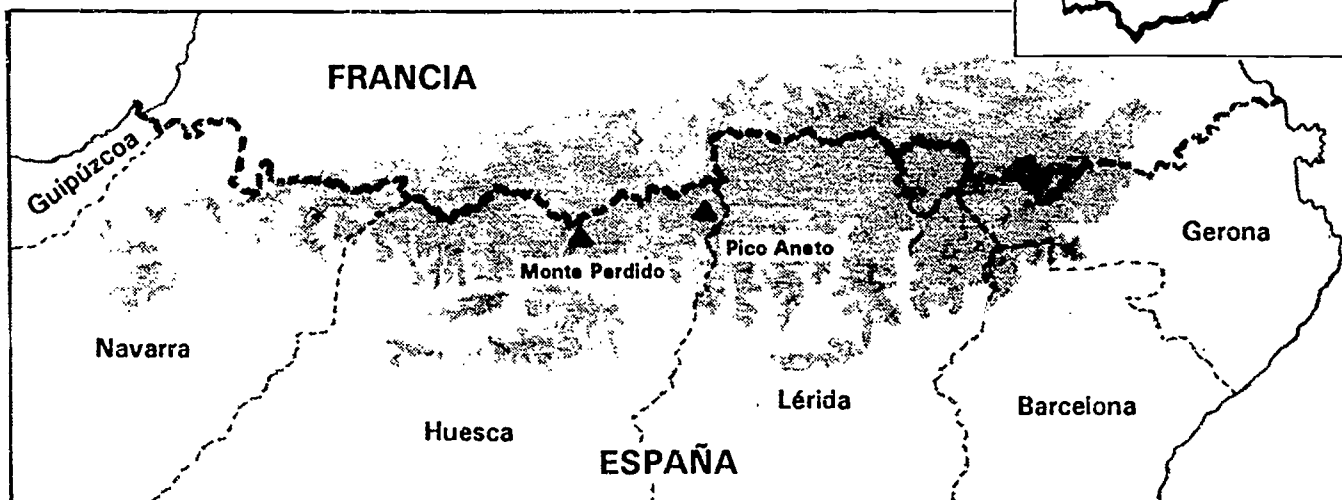 FRANCIA
Guipúzcoa
Gerona
Pico Aneto
Monte Perdido
Navarra
Lérida
Barcelona
Huesca
ESPAÑA